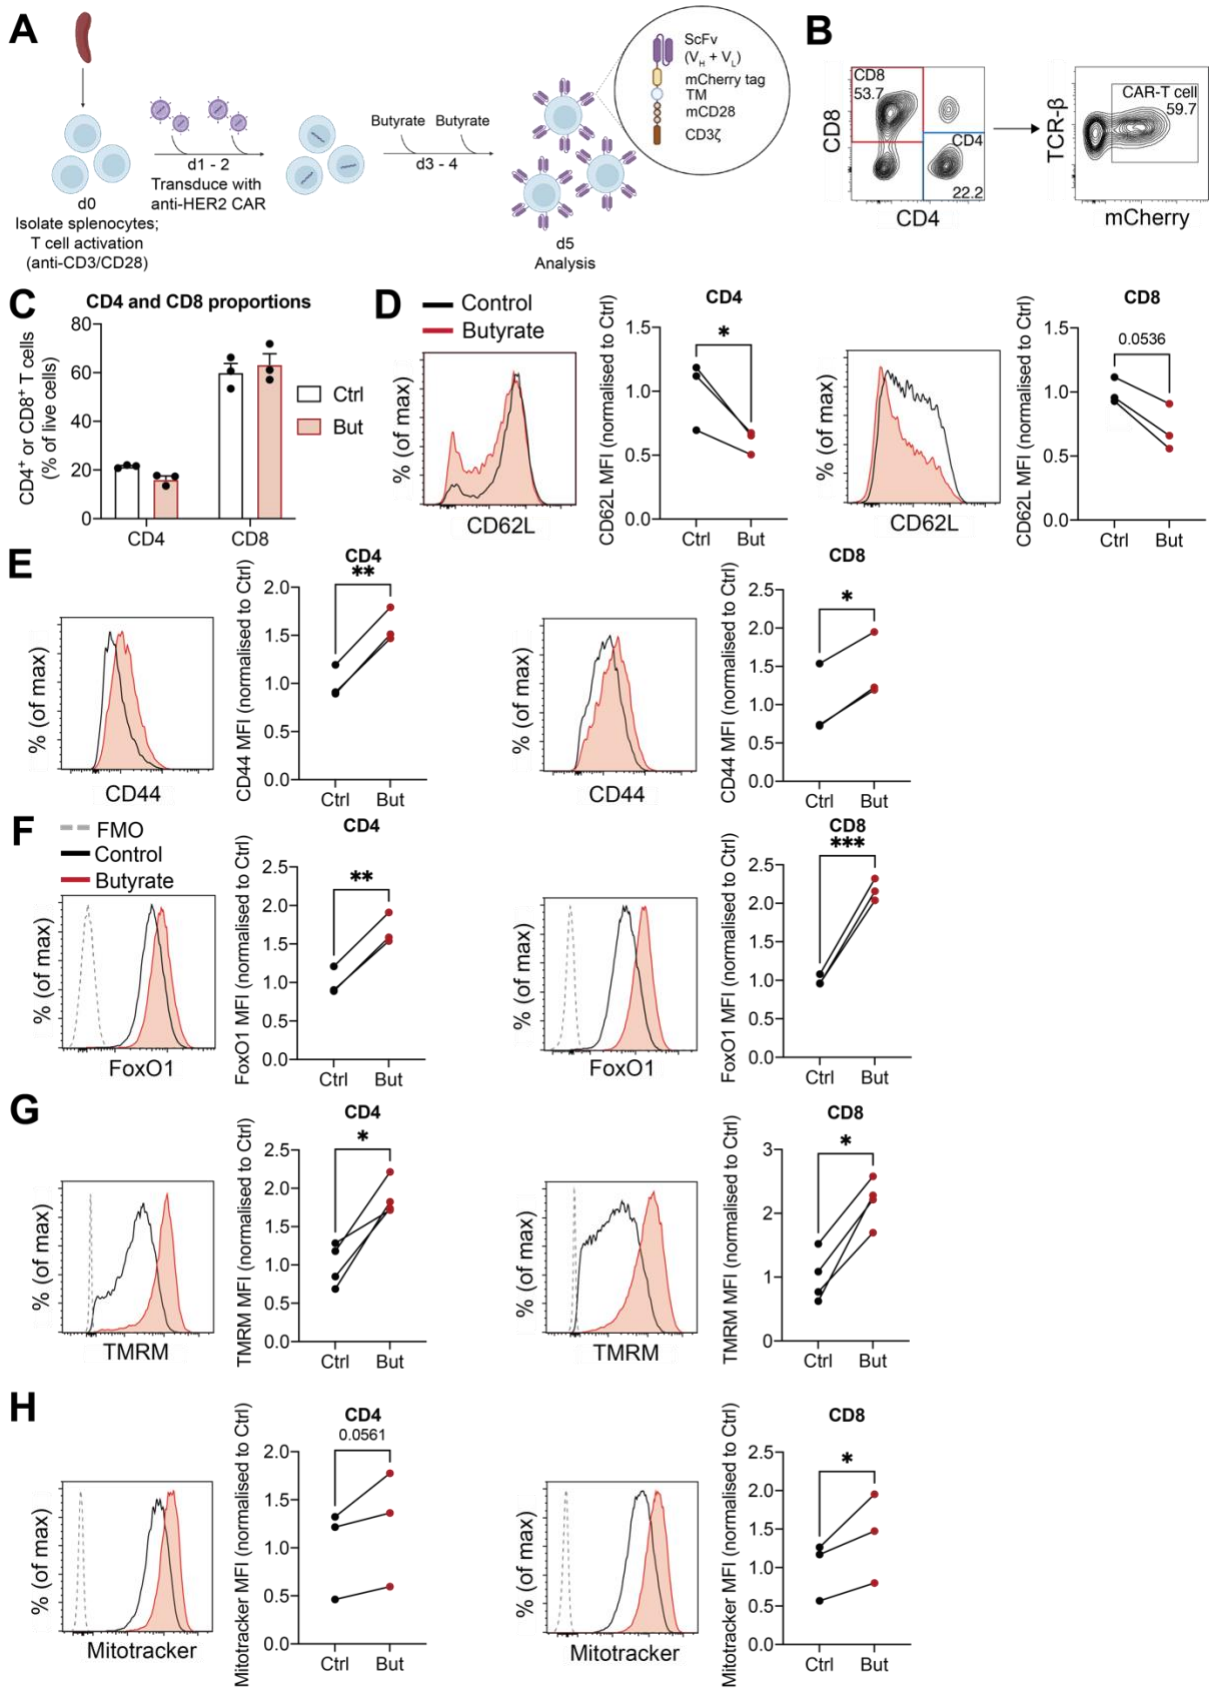 A
ScFv
(VH + VL)
mCherry tag
TM
mCD28
CD3ζ
d0
Isolate splenocytes;
T cell activation
(anti-CD3/CD28)
d1 - 2
Transduce with
anti-HER2 CAR
Butyrate Butyrate
d3 - 4
d5
Analysis
B
CD8
53.7
CD4
22.2
CD8
CD4
CAR-T cell
59.7
TCR-β
mCherry
C
CD4 and CD8 proportions
CD4+ or CD8+ T cells
(% of live cells)
80
60
40
20
0
CD4 CD8
Ctrl
But
D
Control
Butyrate
% (of max)
CD62L
CD4
CD62L MFI (normalised to Ctrl)
1.5
1.0
0.5
0.0
*
Ctrl But
% (of max)
CD62L
CD8
CD62L MFI (normalised to Ctrl)
1.5
1.0
0.5
0.0
0.0536
Ctrl But
E
% (of max)
CD44
CD4
CD44 MFI (normalised to Ctrl)
2.0
1.5
1.0
0.5
0.0
**
Ctrl But
% (of max)
CD44
CD8
CD44 MFI (normalised to Ctrl)
2.5
2.0
1.5
1.0
0.5
0.0
*
Ctrl But
F
FMO
Control
Butyrate
% (of max)
FoxO1
CD4
FoxO1 MFI (normalised to Ctrl)
2.5
2.0
1.5
1.0
0.5
0.0
**
Ctrl But
% (of max)
FoxO1
CD8
FoxO1 MFI (normalised to Ctrl)
2.5
2.0
1.5
1.0
0.5
0.0
***
Ctrl But
G
% (of max)
TMRM
CD4
TMRM MFI (normalised to Ctrl)
2.5
2.0
1.5
1.0
0.5
0.0
*
Ctrl But
% (of max)
TMRM
CD8
TMRM MFI (normalised to Ctrl)
3
2
1
0
*
Ctrl But
H
% (of max)
Mitotracker
CD4
Mitotracker MFI (normalised to Ctrl)
2.0
1.5
1.0
0.5
0.0
0.0561
Ctrl But
% (of max)
Mitotracker
CD8
Mitotracker MFI (normalised to Ctrl)
2.5
2.0
1.5
1.0
0.5
0.0
*
Ctrl But